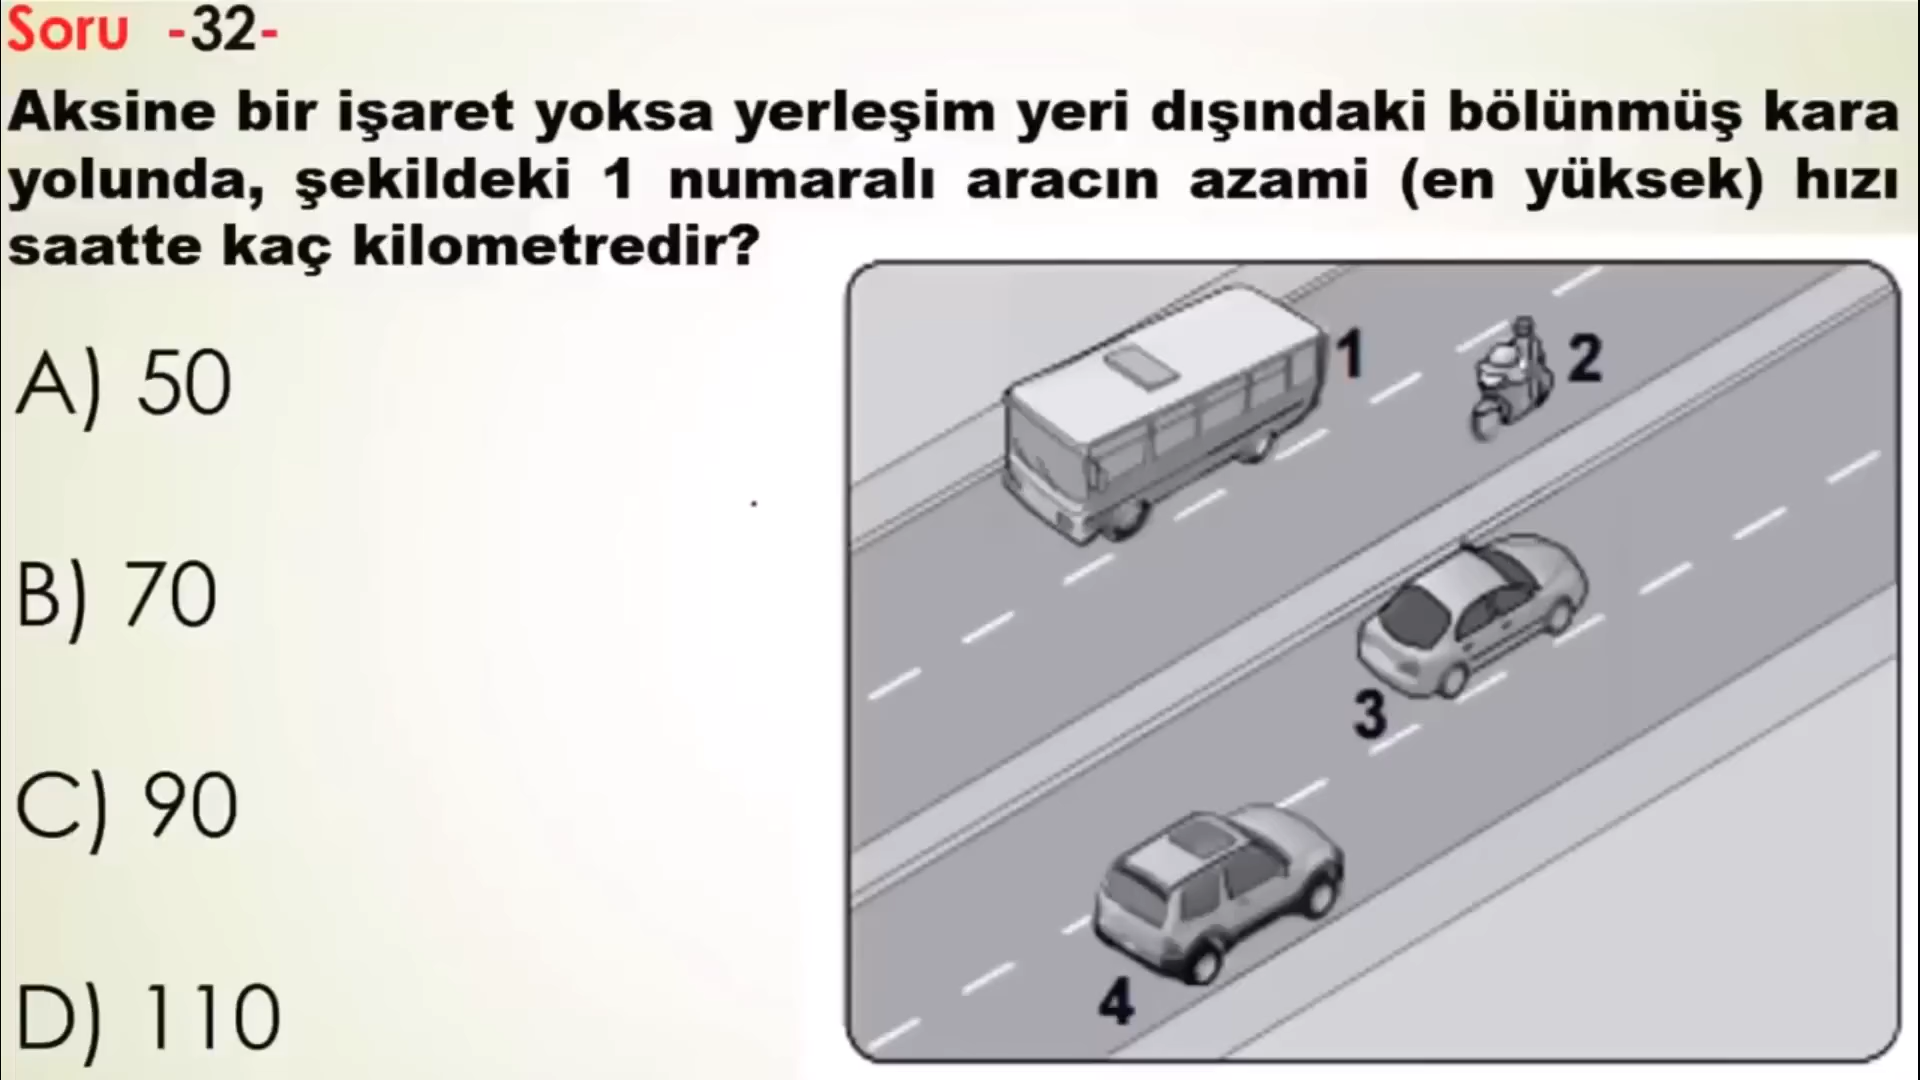 Soru -32-
Aksine bir işaret yoksa yerleşim yeri dışındaki bölünmüş kara
yolunda, şekildeki 1 numaralı aracın azami (en yüksek) hızı
saatte kaç kilometredir?
A) 50
B) 70
C) 90
D) 110
1
2
3
4